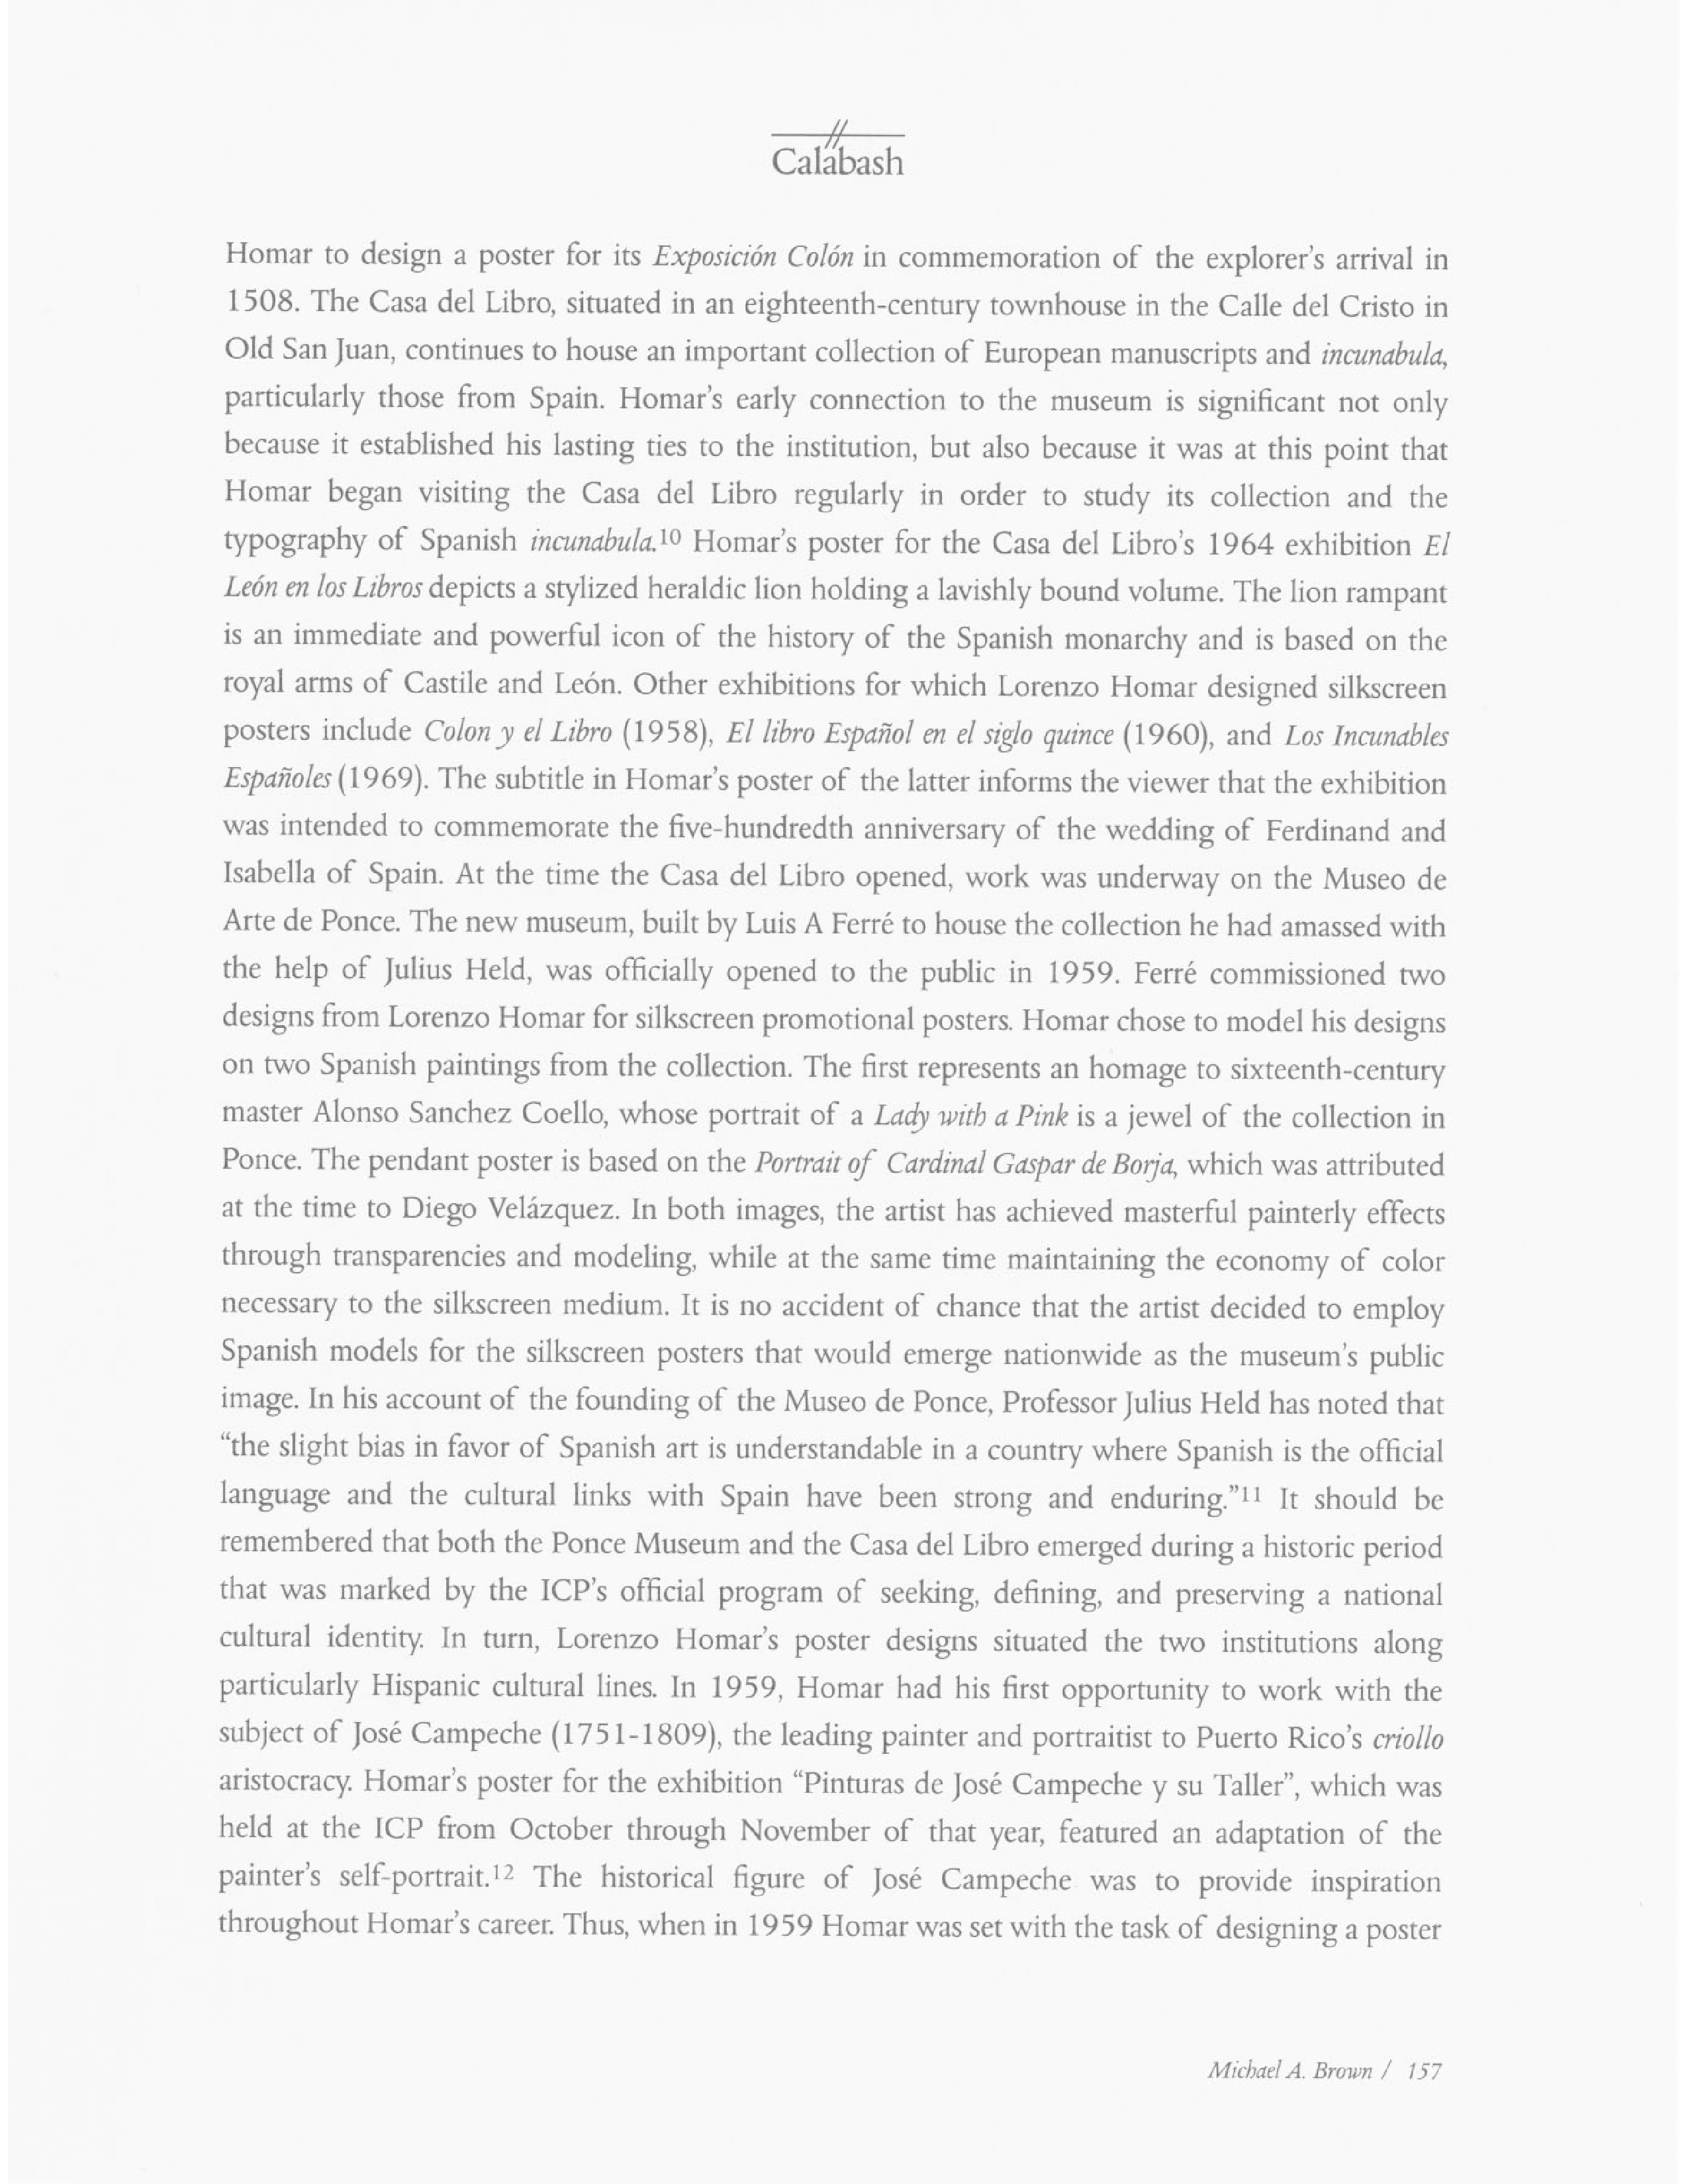 Calabash
Homar to design a poster for its Exposición Colón in commemoration of the explorer's arrival in
1508. The Casa del Libro, situated in an eighteenth-century townhouse in the Calle del Cristo in
Old San Juan, continues to house an important collection of European manuscripts and incunabula,
particularly those from Spain. Homar's early connection to the museum is significant not only
because it established his lasting ties to the institution, but also because it was at this point that
Homar began visiting the Casa del Libro regularly in order to study its collection and the
typography of Spanish incunabula.10 Homar's poster for the Casa del Libro's 1964 exhibition El
León en los Libros depicts a stylized heraldic lion holding a lavishly bound volume. The lion rampant
is an immediate and powerful icon of the history of the Spanish monarchy and is based on the
royal arms of Castile and León. Other exhibitions for which Lorenzo Homar designed silkscreen
posters include Colon y el Libro (1958), El libro Español en el siglo quince (1960), and Los Incunables
Españoles (1969). The subtitle in Homar's poster of the latter informs the viewer that the exhibition
was intended to commemorate the five-hundredth anniversary of the wedding of Ferdinand and
Isabella of Spain. At the time the Casa del Libro opened, work was underway on the Museo de
Arte de Ponce. The new museum, built by Luis A Ferré to house the collection he had amassed with
the help of Julius Held, was officially opened to the public in 1959. Ferré commissioned two
designs from Lorenzo Homar for silkscreen promotional posters. Homar chose to model his designs
on two Spanish paintings from the collection. The first represents an homage to sixteenth-century
master Alonso Sanchez Coello, whose portrait of a Lady with a Pink is a jewel of the collection in
Ponce. The pendant poster is based on the Portrait of Cardinal Gaspar de Borja, which was attributed
at the time to Diego Velázquez. In both images, the artist has achieved masterful painterly effects
through transparencies and modeling, while at the same time maintaining the economy of color
necessary to the silkscreen medium. It is no accident of chance that the artist decided to employ
Spanish models for the silkscreen posters that would emerge nationwide as the museum's public
image. In his account of the founding of the Museo de Ponce, Professor Julius Held has noted that
“the slight bias in favor of Spanish art is understandable in a country where Spanish is the official
language and the cultural links with Spain have been strong and enduring.”11 It should be
remembered that both the Ponce Museum and the Casa del Libro emerged during a historic period
that was marked by the ICP's official program of seeking, defining, and preserving a national
cultural identity. In turn, Lorenzo Homar's poster designs situated the two institutions along
particularly Hispanic cultural lines. In 1959, Homar had his first opportunity to work with the
subject of José Campeche (1751-1809), the leading painter and portraitist to Puerto Rico's criollo
aristocracy. Homar's poster for the exhibition “Pinturas de José Campeche y su Taller”, which was
held at the ICP from October through November of that year, featured an adaptation of the
painter's self-portrait.12 The historical figure of José Campeche was to provide inspiration
throughout Homar's career. Thus, when in 1959 Homar was set with the task of designing a poster
Michael A. Brown / 157